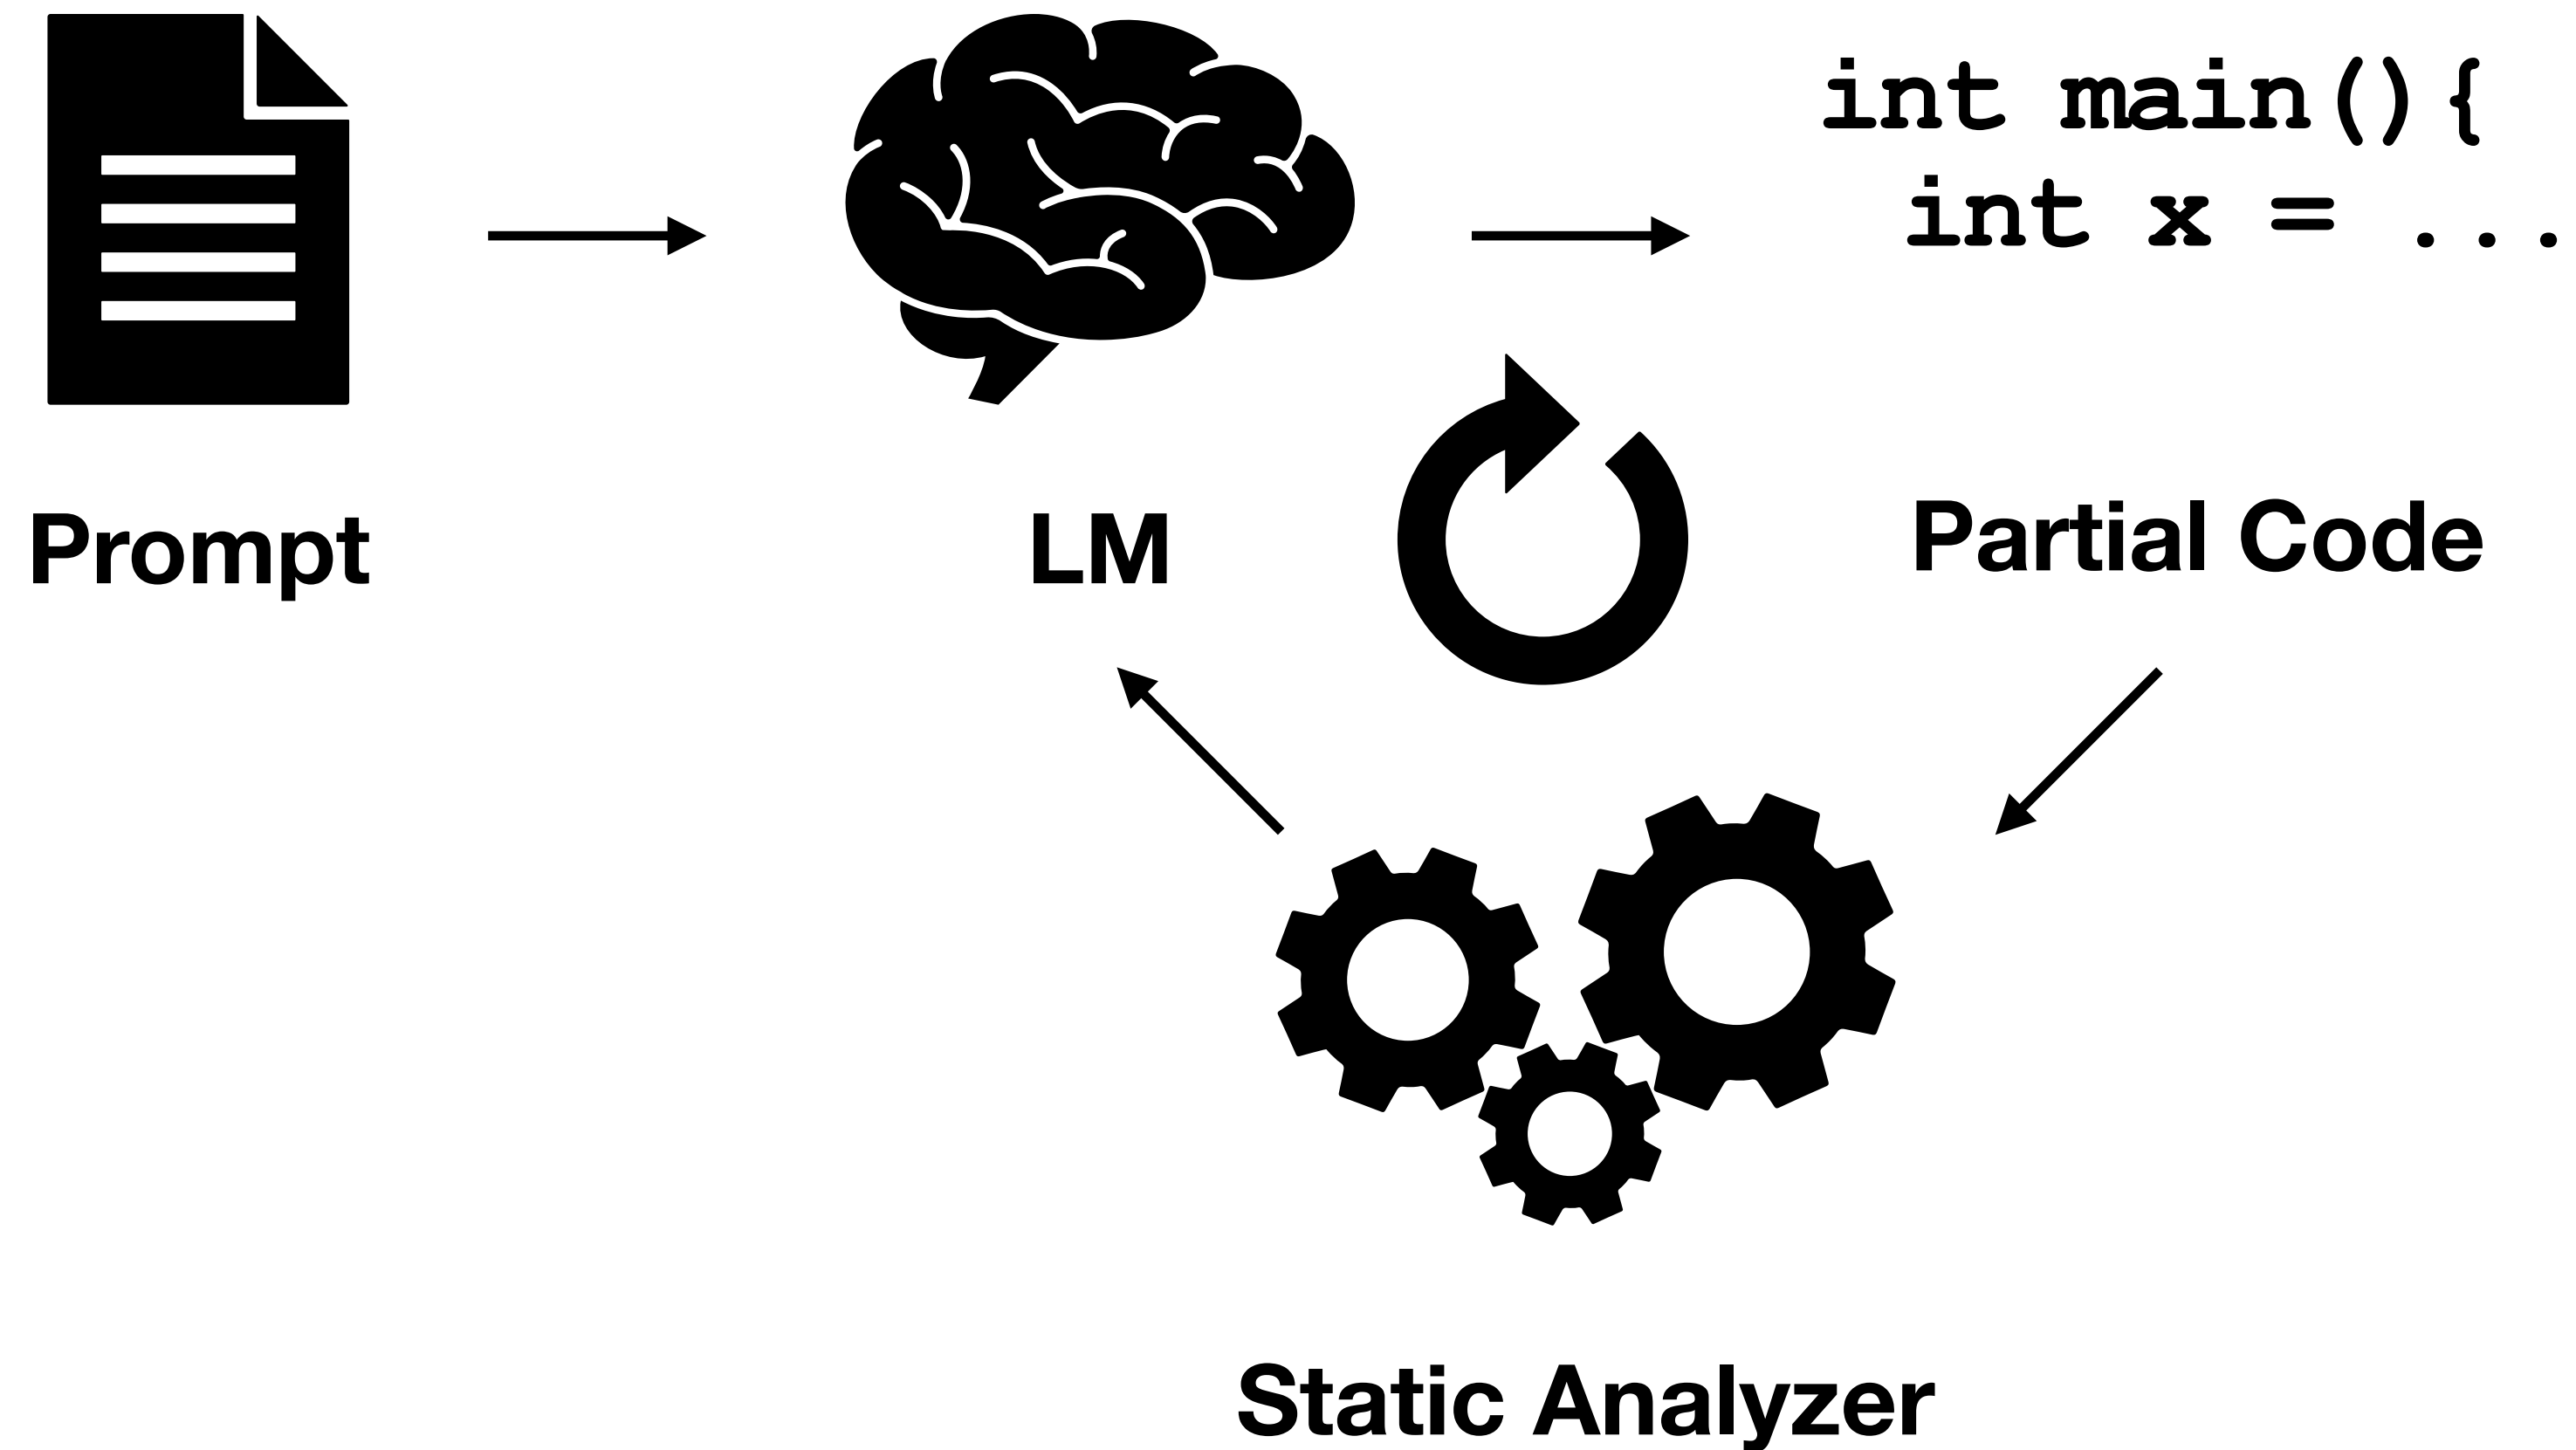 int main(){
int x = ...
Prompt
LM
Partial Code
Static Analyzer